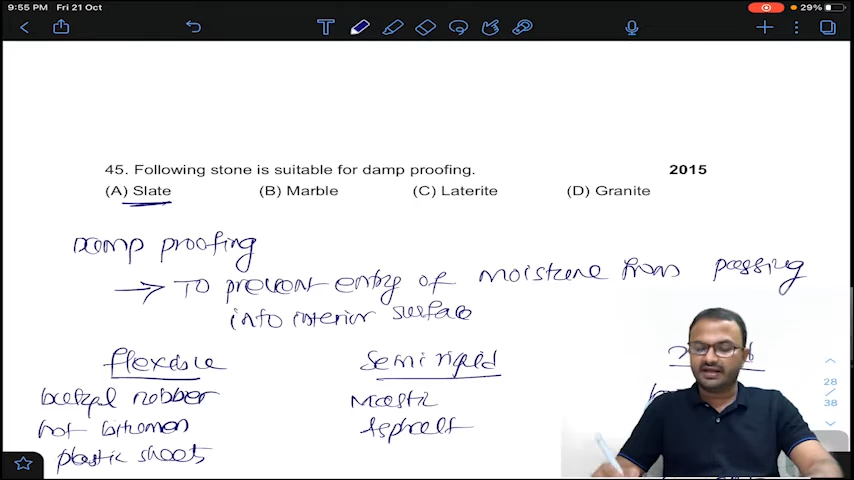 9:55 PM Fri 21 Oct 29%
45. Following stone is suitable for damp proofing. 2015
(A) Slate (B) Marble (C) Laterite (D) Granite
Damp proofing
→ To prevent entry of moisture from passing
into interior surface
flexible Semi rigid
butyl rubber Mastic
hot bitumen Asphalt
plastic sheets
28
38